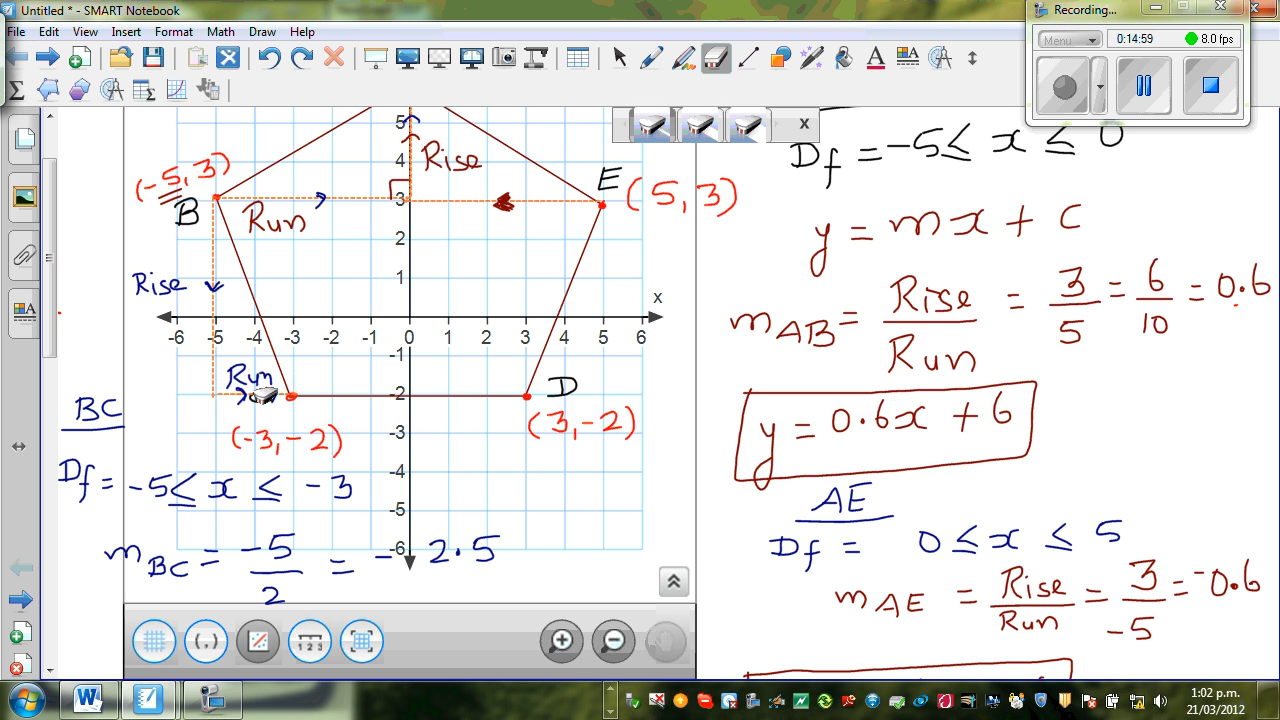 Untitled * - SMART Notebook
File Edit View Insert Format Math Draw Help
Recording...
Menu
0:14:59
8.0 fps
x
5
4
3
2
1
-6 -5 -4 -3 -2 -1 0 1 2 3 4 5 6
x
-1
-2
-3
-4
-5
-6
Rise
(-5, 3)
B
Run
E
(5, 3)
Rise
Run
D
(-3, -2)
(3, -2)
BC
Df = -5 ≤ x ≤ -3
mBC = -5/2 = -2.5
Df = -5 ≤ x ≤ 0
y = mx + c
mAB = Rise/Run = 3/5 = 6/10 = 0.6
y = 0.6x + 6
AE
Df = 0 ≤ x ≤ 5
mAE = Rise/Run = 3/-5 = -0.6
1:02 p.m.
21/03/2012